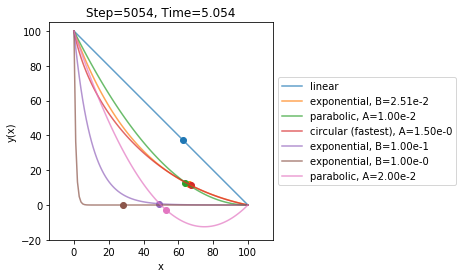 Step=5054, Time=5.054
100
80
60
40
20
0
−20
y(x)
0
20
40
60
80
100
x
linear
exponential, B=2.51e-2
parabolic, A=1.00e-2
circular (fastest), A=1.50e-0
exponential, B=1.00e-1
exponential, B=1.00e-0
parabolic, A=2.00e-2